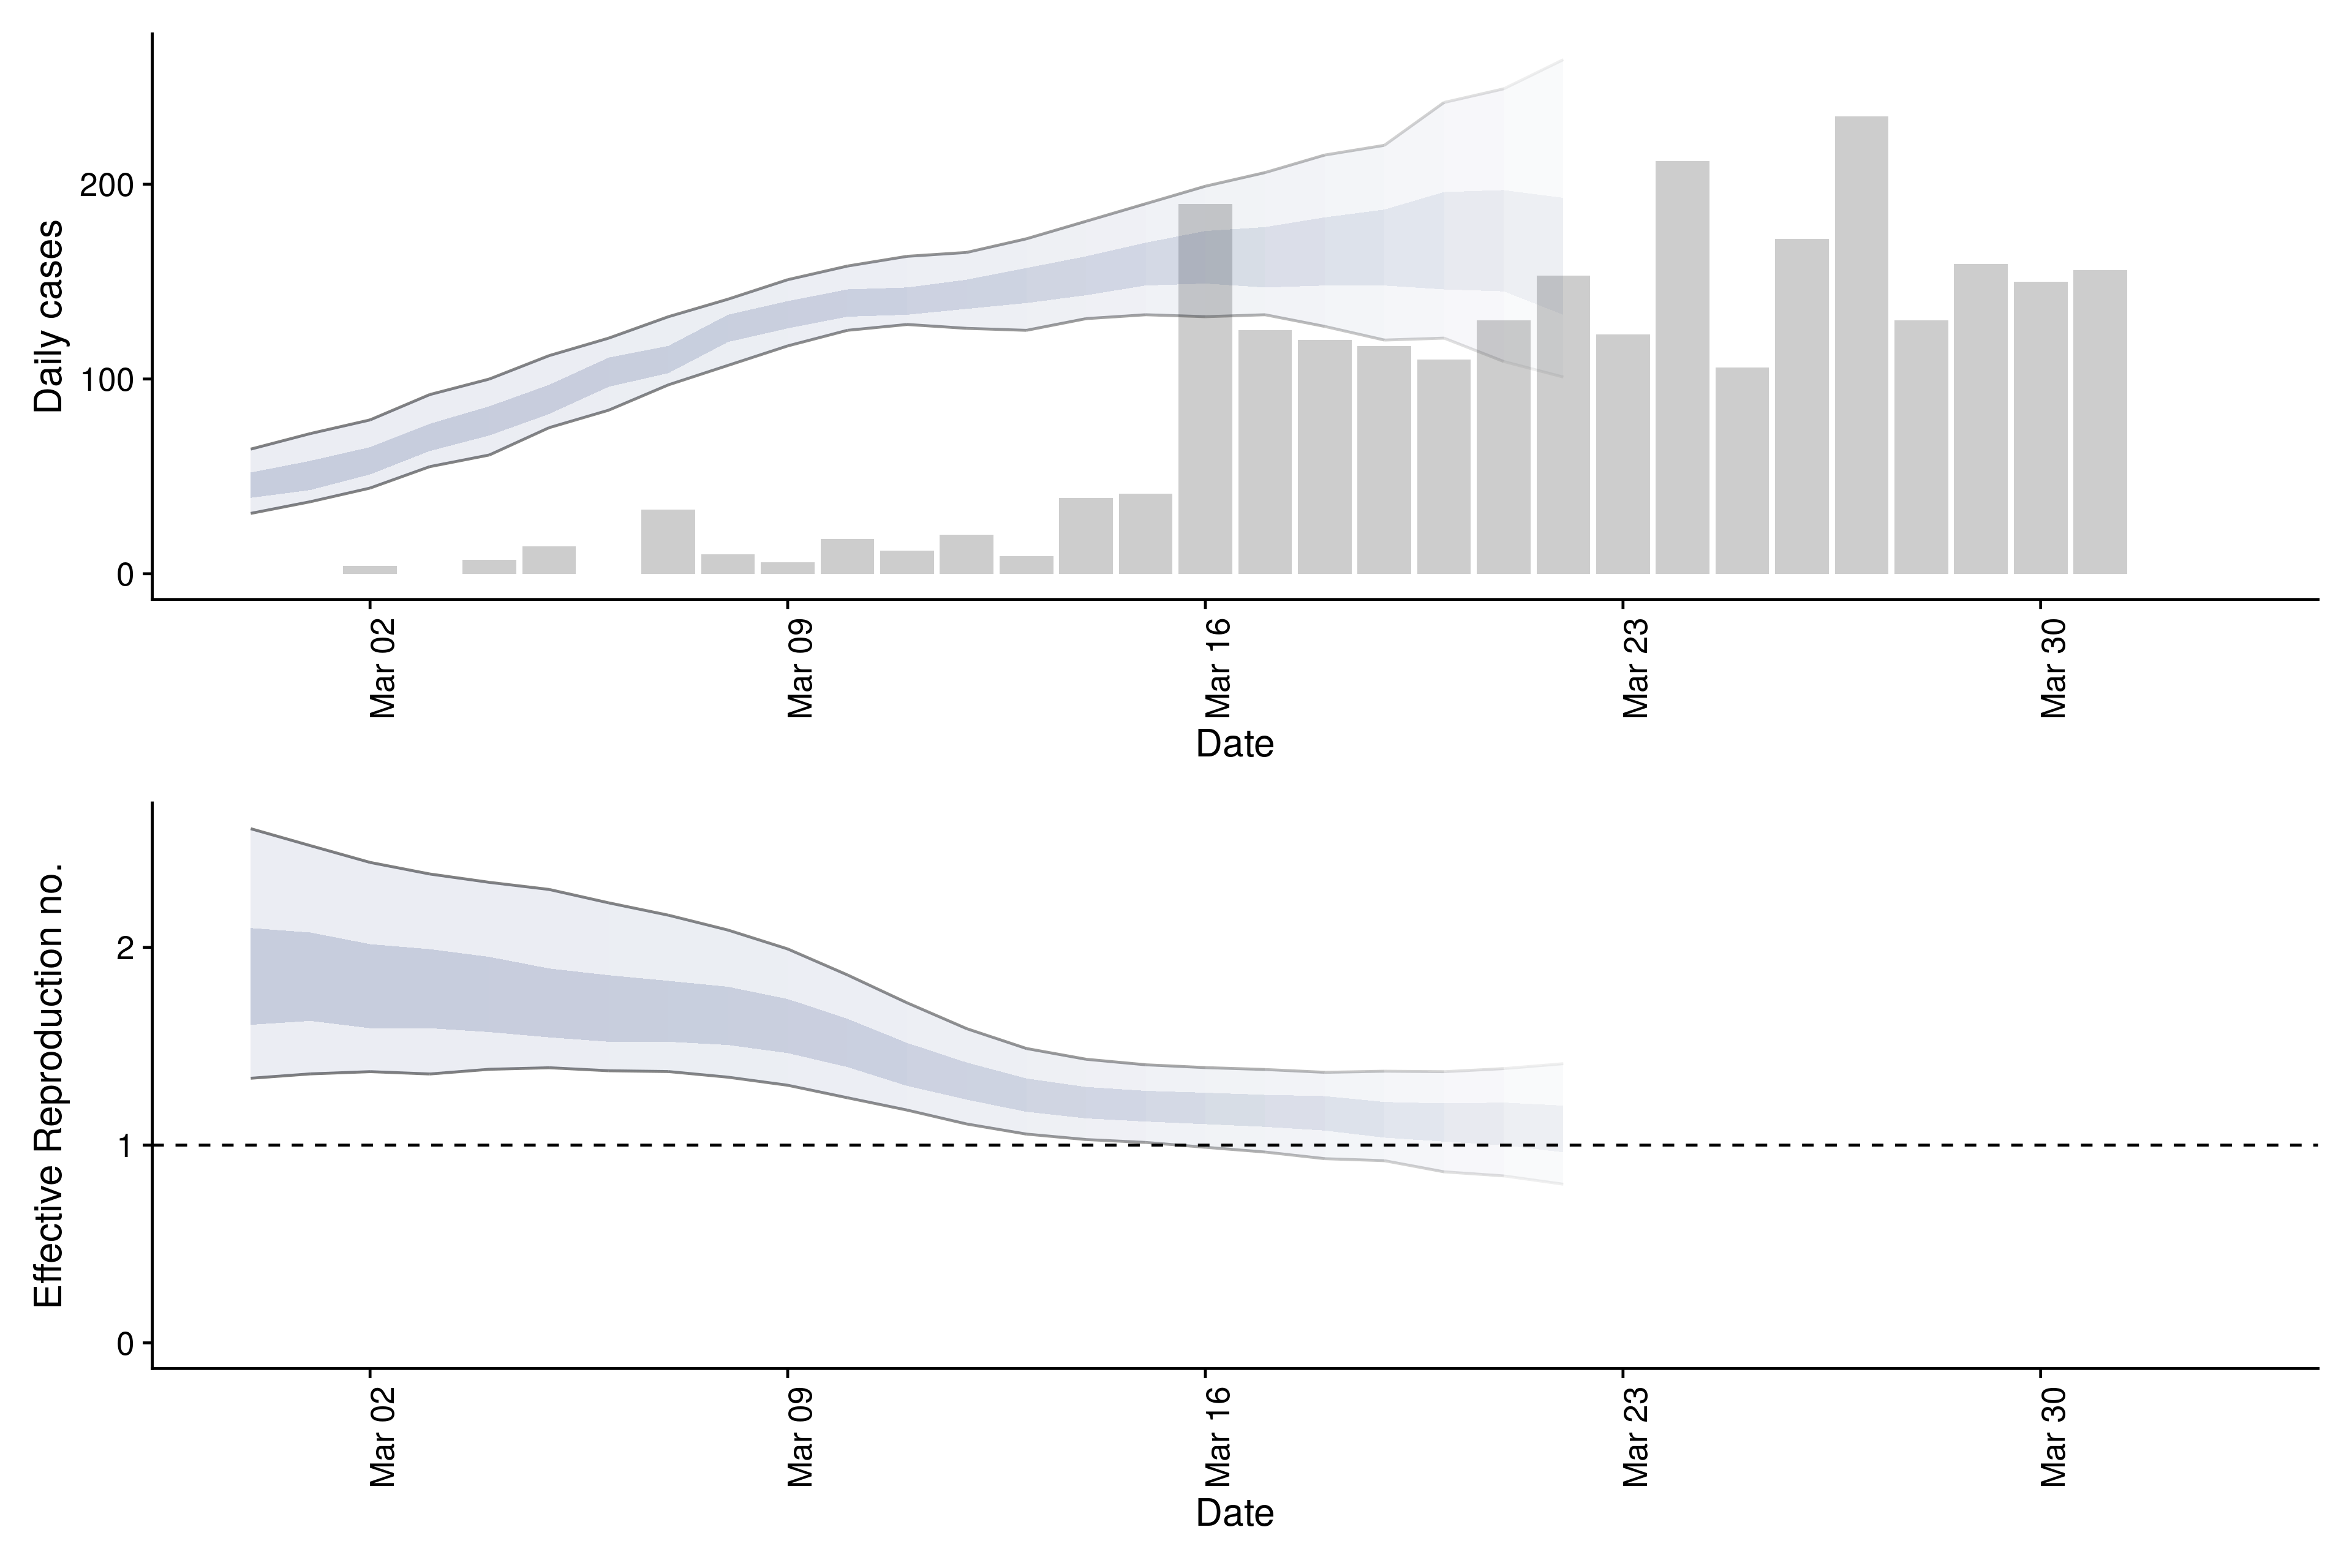 Daily cases
200
100
0
Mar 02
Mar 09
Mar 16
Mar 23
Mar 30
Date
Effective Reproduction no.
2
1
0
Mar 02
Mar 09
Mar 16
Mar 23
Mar 30
Date